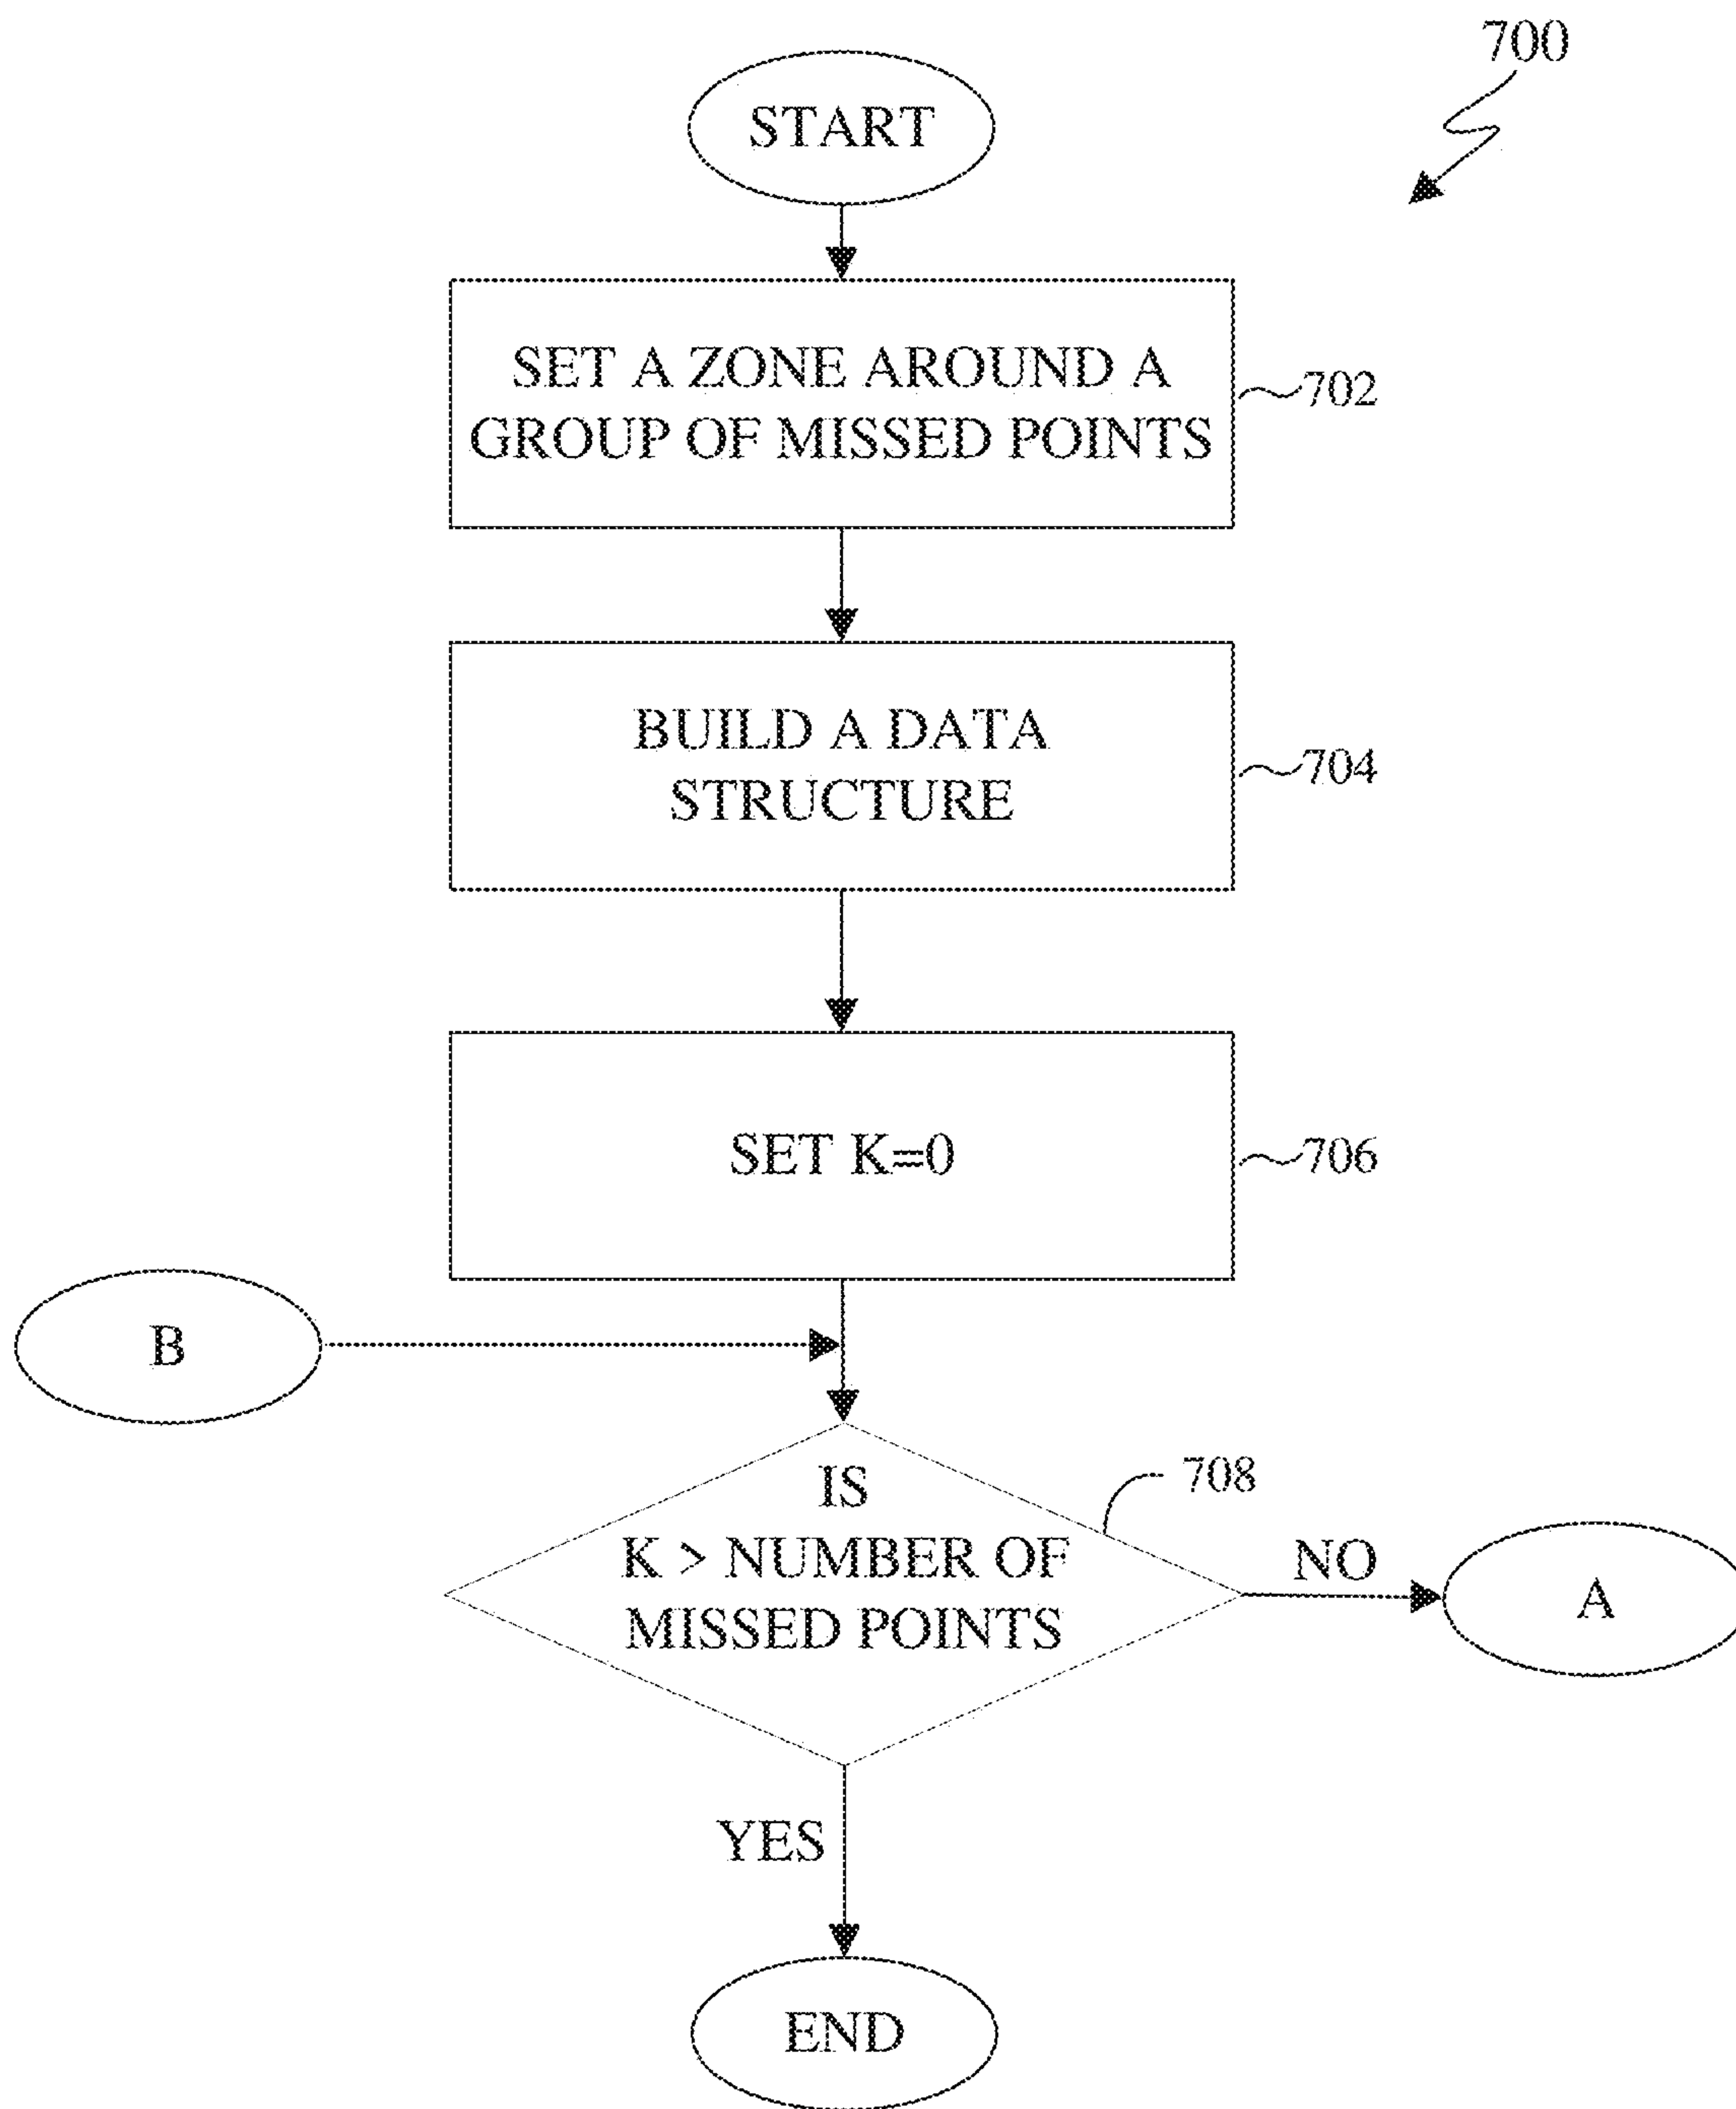 700
START
SET A ZONE AROUND A
GROUP OF MISSED POINTS
702
BUILD A DATA
STRUCTURE
704
SET K=0
706
B
IS
K > NUMBER OF
MISSED POINTS
708
NO
A
YES
END